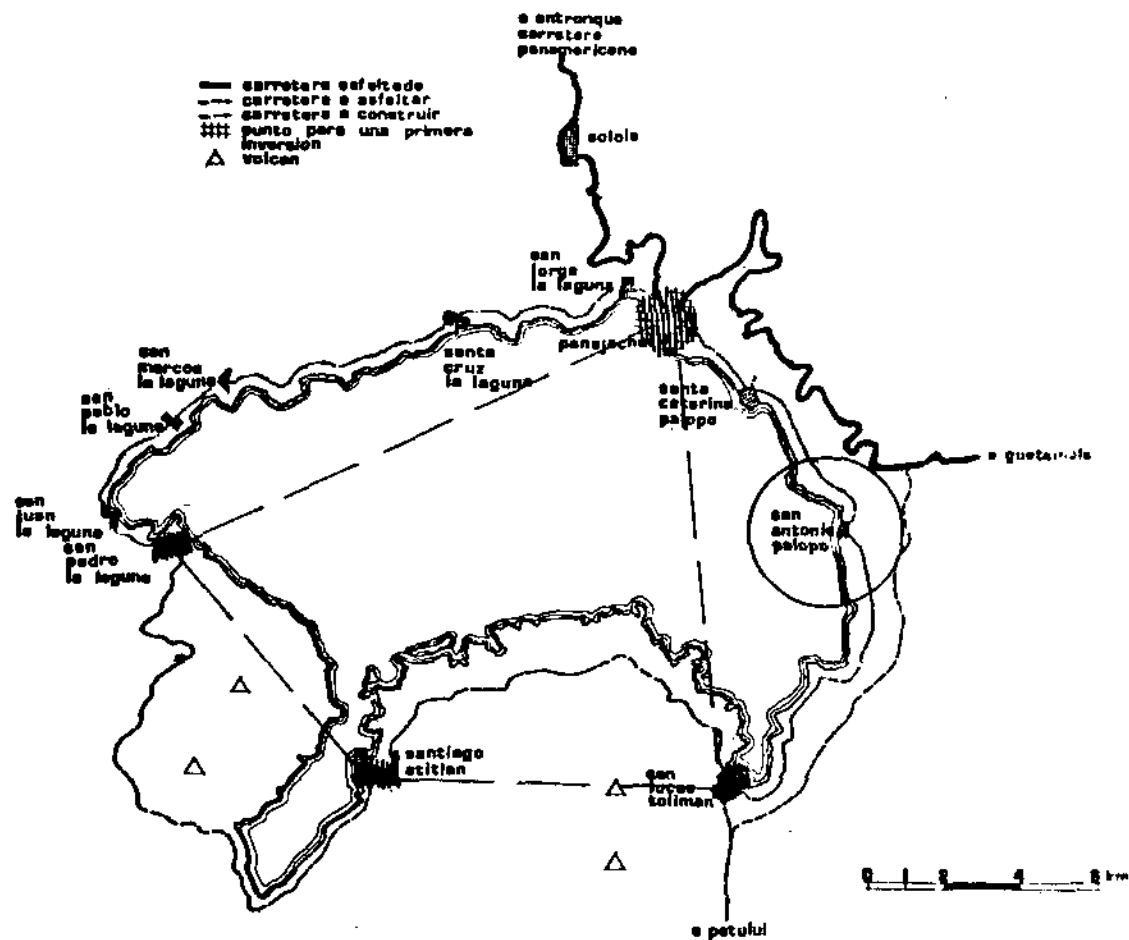 a entronque
carretera
panamericana
carretera asfaltada
carretera a asfaltar
carretera a construir
punto para una primera
inversion
volcan
solola
san
jorge
la laguna
panajachel
santa
cruz
la laguna
san
marcos
la laguna
san
pablo
la laguna
santa
catarina
palopo
a guatemala
san
antonio
palopo
san
juan
la laguna
san
pedro
la laguna
santiago
atitlan
san
lucas
toliman
0 1 2 4 6 km
a patulul